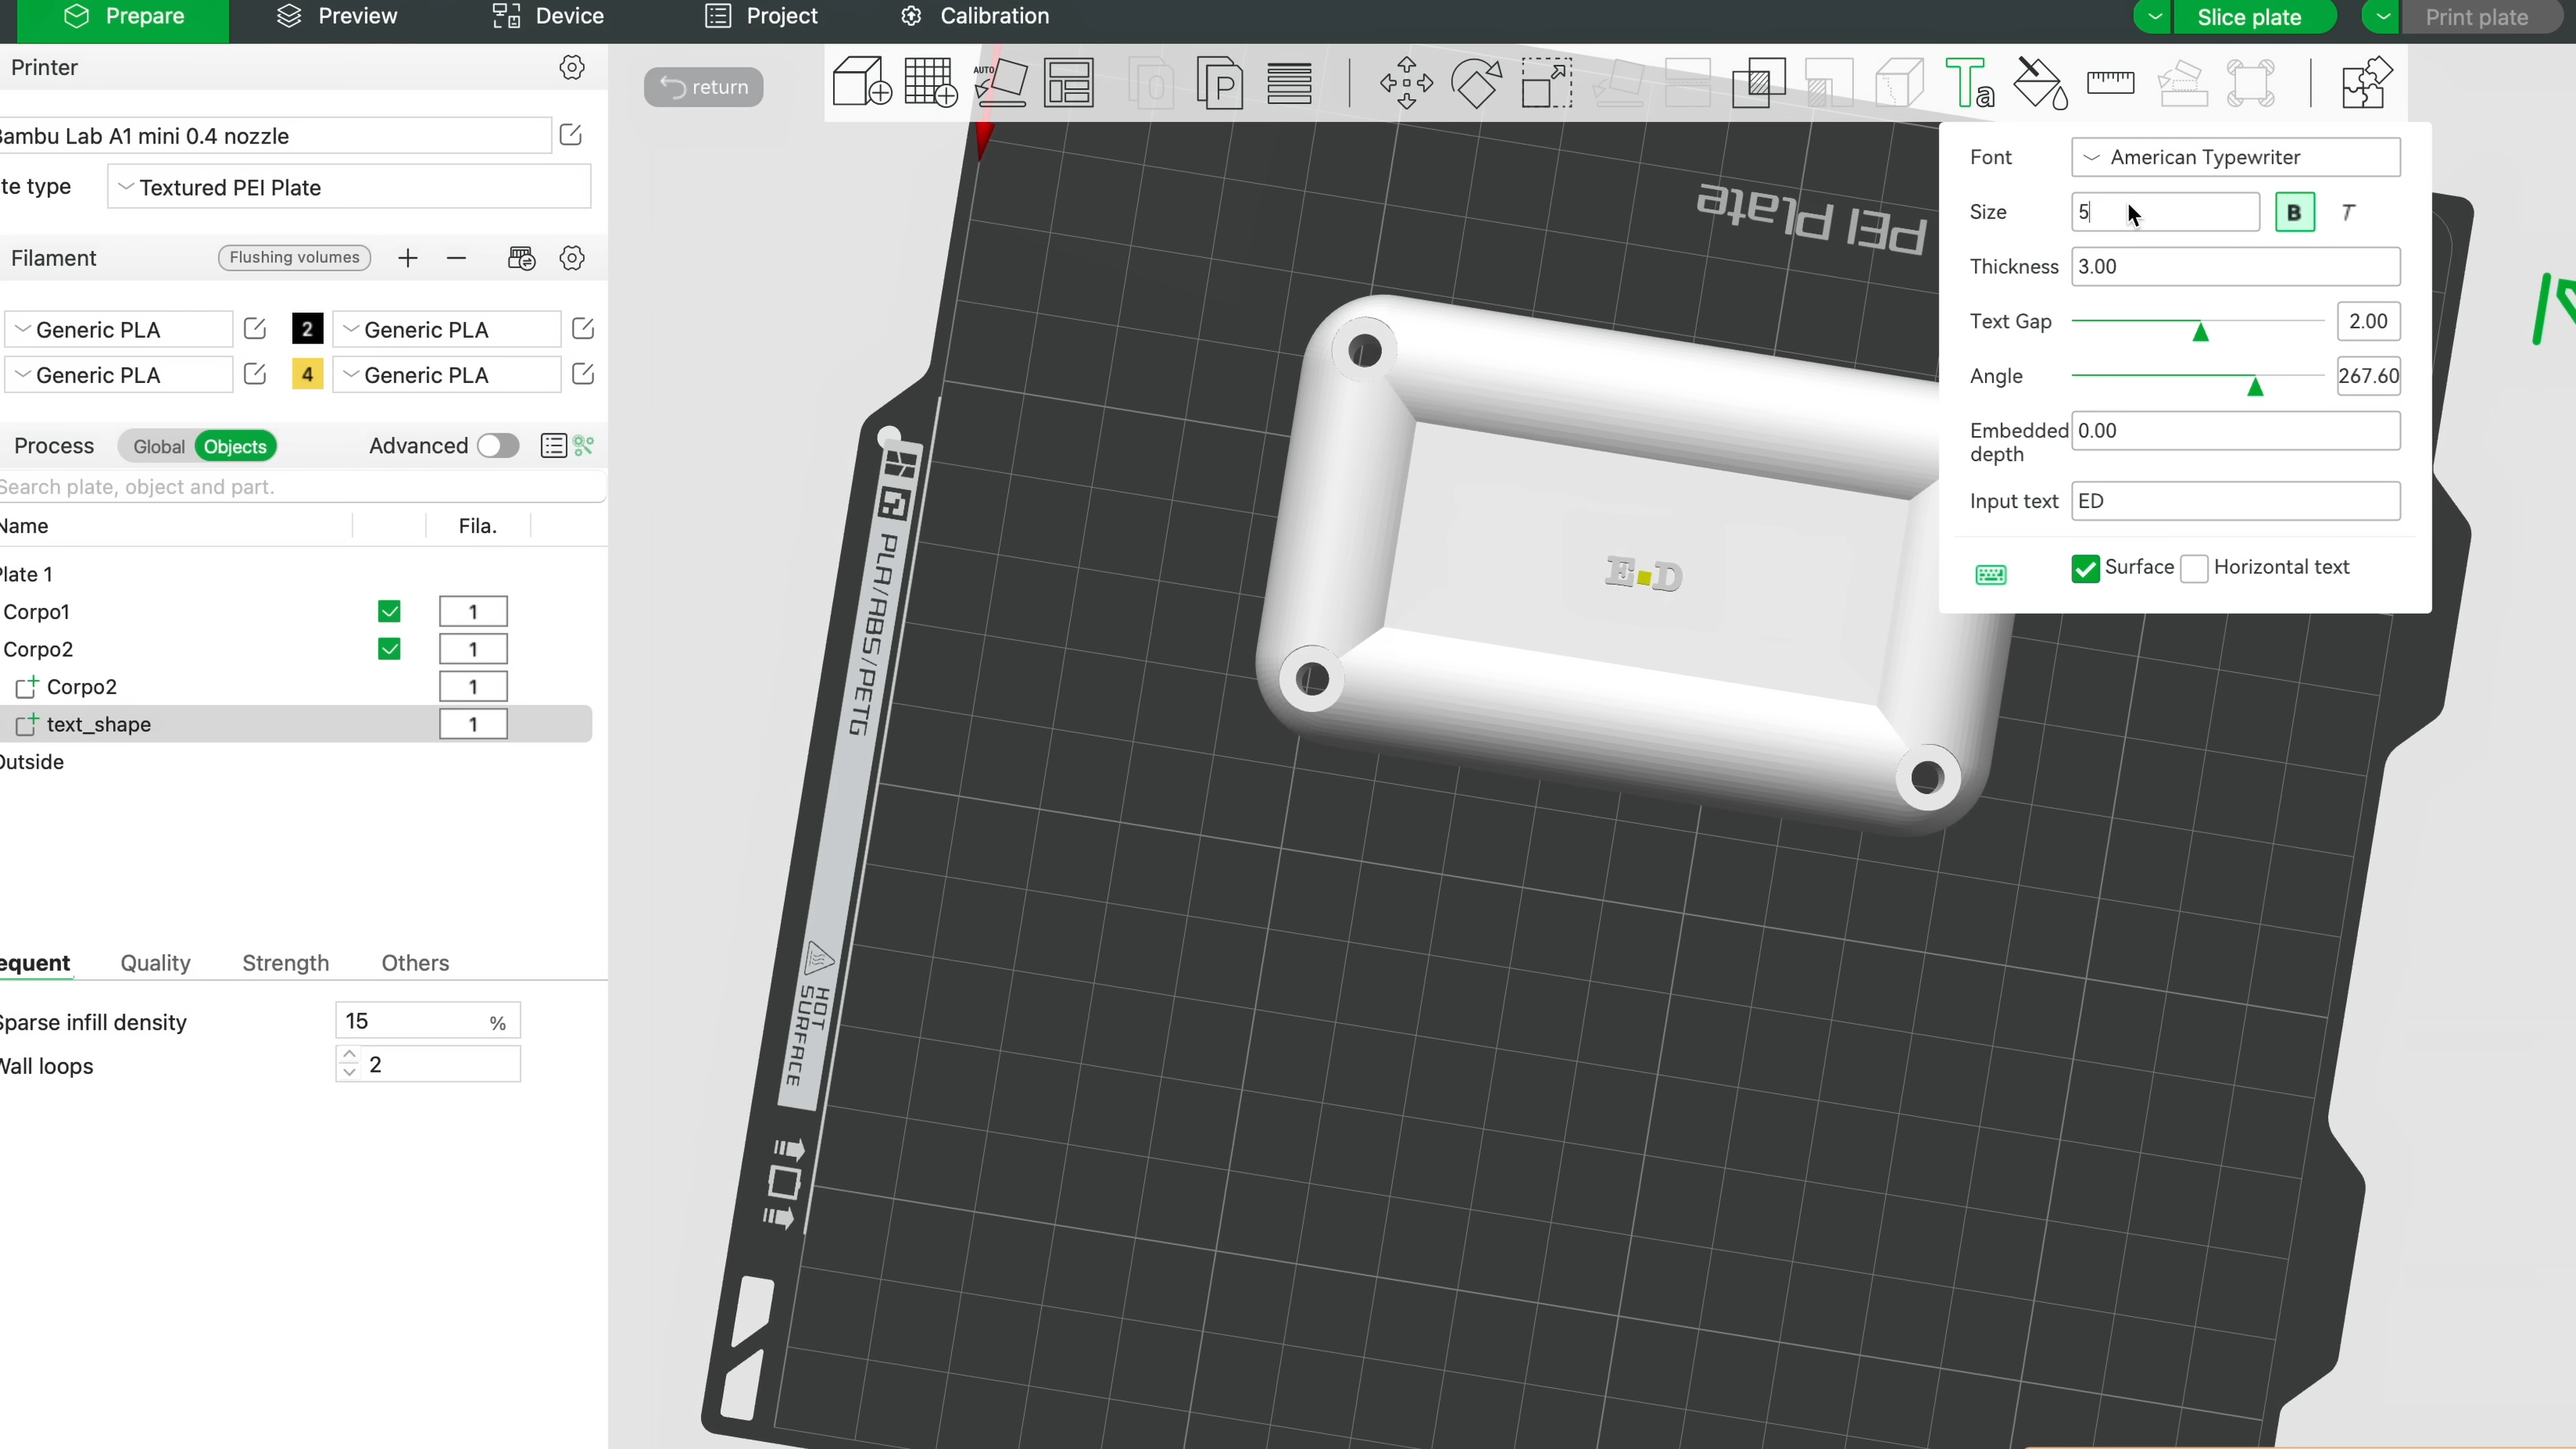 Prepare
Preview
Device
Project
Calibration
Slice plate
Print plate
Printer
return
AUTO
0
P
Ta
Bambu Lab A1 mini 0.4 nozzle
te type
Textured PEI Plate
Filament
Flushing volumes
Generic PLA
2
Generic PLA
Generic PLA
4
Generic PLA
Process
Global
Objects
Advanced
Search plate, object and part.
Name
Fila.
Plate 1
Corpo1
1
Corpo2
1
Corpo2
1
text_shape
1
Outside
equent
Quality
Strength
Others
Sparse infill density
15
%
Wall loops
2
PEI Plate
PLA/ABS/PETG
HOT
SURFACE
ED
Font
American Typewriter
Size
5
B
T
Thickness
3.00
Text Gap
2.00
Angle
267.60
Embedded
depth
0.00
Input text
ED
Surface
Horizontal text